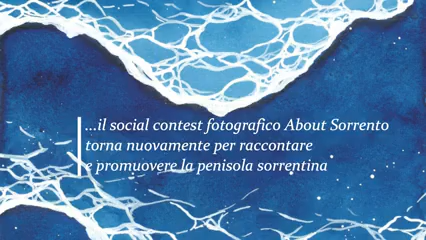 ...il social contest fotografico About Sorrento
torna nuovamente per raccontare
e promuovere la penisola sorrentina